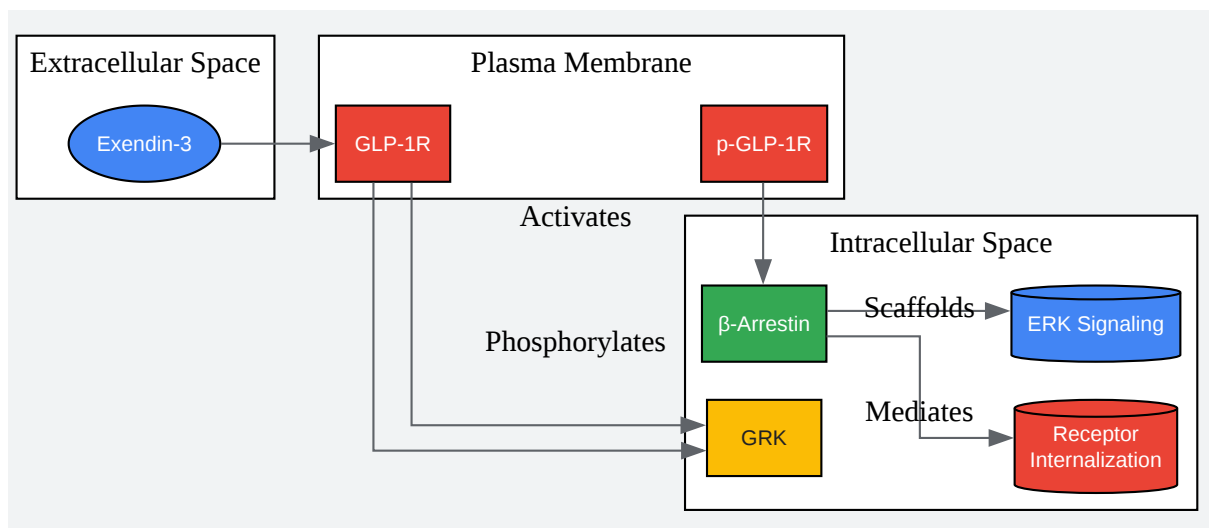 Extracellular Space
Plasma Membrane
Exendin-3
GLP-1R
p-GLP-1R
Activates
Intracellular Space
β-Arrestin
Scaffolds
ERK Signaling
Phosphorylates
Mediates
GRK
Receptor
Internalization